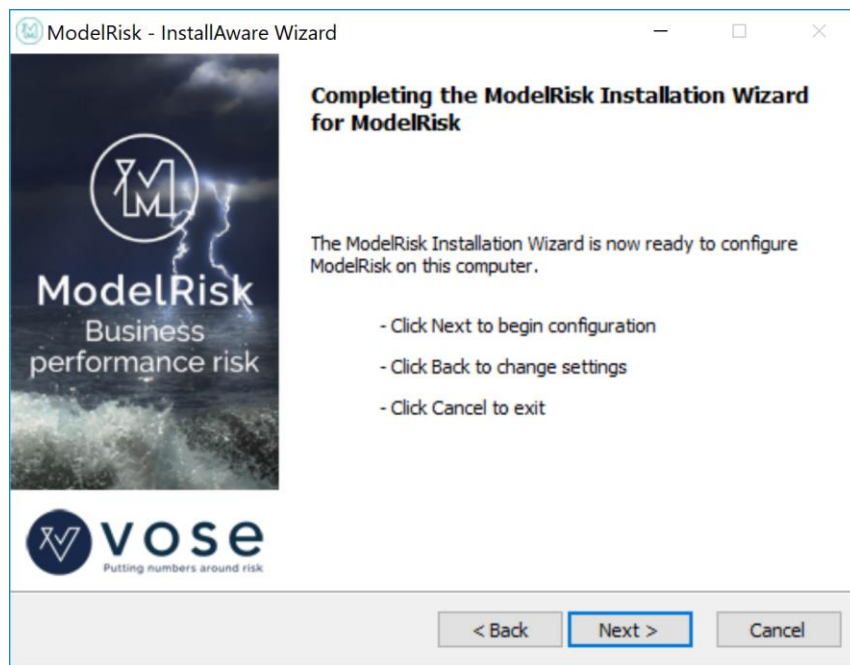 ModelRisk - InstallAware Wizard
Completing the ModelRisk Installation Wizard
for ModelRisk
The ModelRisk Installation Wizard is now ready to configure
ModelRisk on this computer.
- Click Next to begin configuration
- Click Back to change settings
- Click Cancel to exit
ModelRisk
Business
performance risk
vose
Putting numbers around risk
< Back
Next >
Cancel